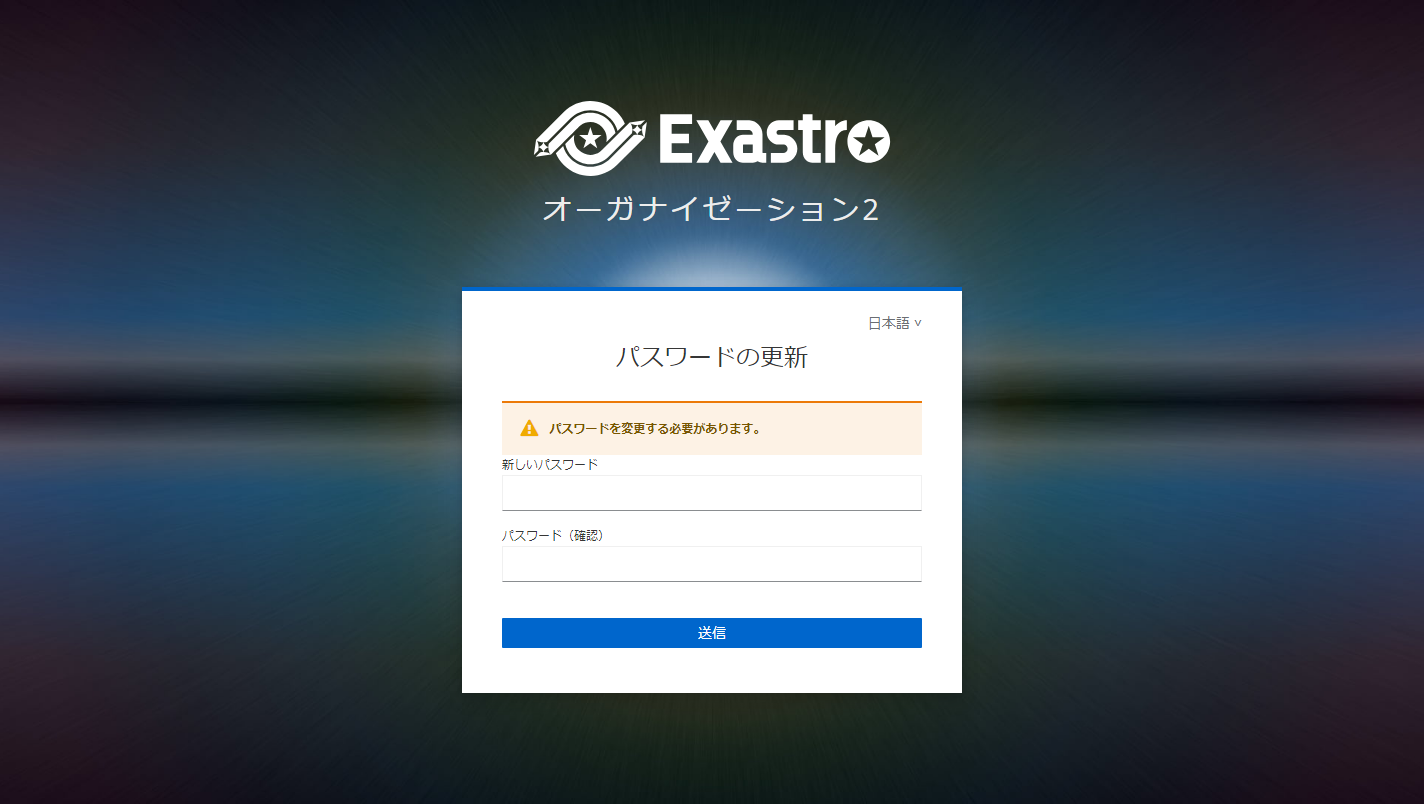 Exastro
オーガナイゼーション2
日本語 ˅
パスワードの更新
パスワードを変更する必要があります。
新しいパスワード
パスワード（確認）
送信